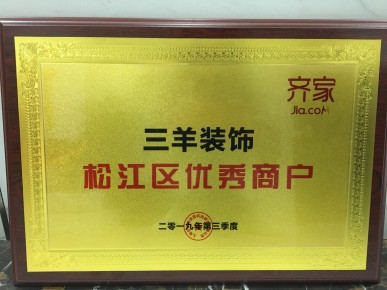 齐家
Jia.com
三羊装饰
松江区优秀商户
二零一九年第三季度